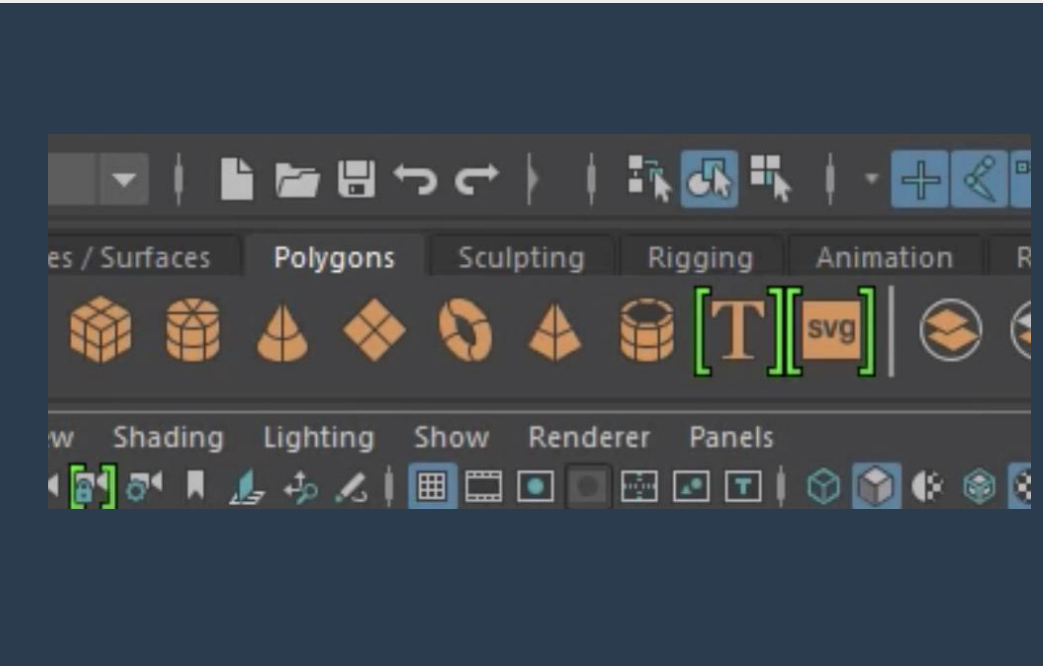 es / Surfaces Polygons Sculpting Rigging Animation R
T svg
w Shading Lighting Show Renderer Panels
T